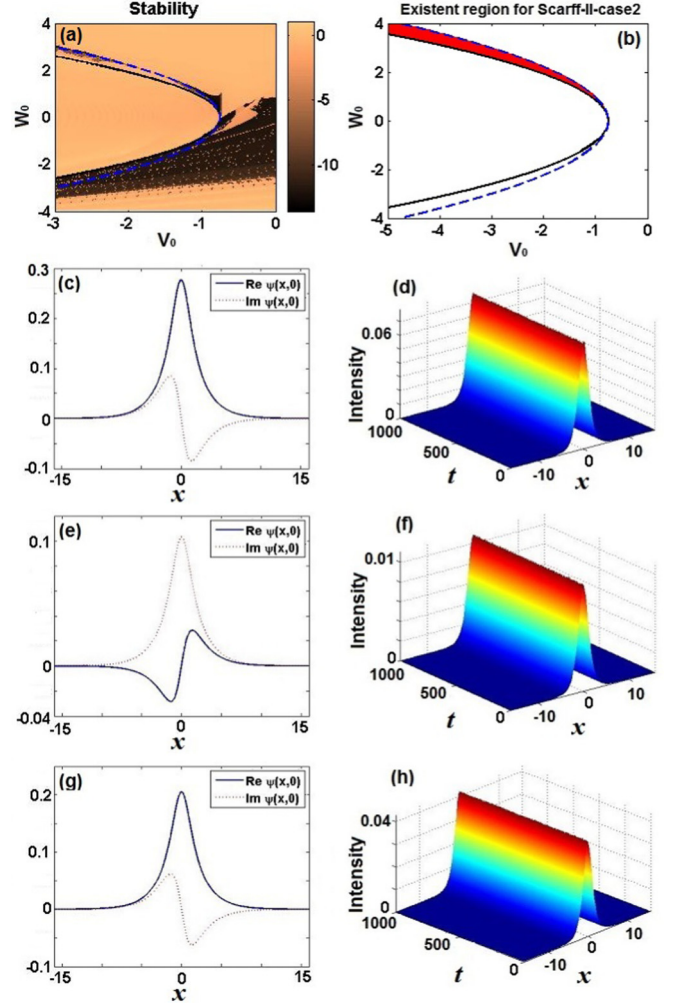 Stability
Existent region for Scarff-II-case2
(a)
4
2
0
-2
-4
W₀
-3
-2
-1
0
V₀
0
-5
-10
(b)
4
2
0
-2
-4
W₀
-5
-4
-3
-2
-1
0
V₀
(c)
0.3
0.2
0.1
0
-0.1
Re ψ(x,0)
Im ψ(x,0)
-15
0
15
x
(d)
Intensity
0.06
0
1000
500
0
t
-10
0
10
x
(e)
0.1
0
-0.04
Re ψ(x,0)
Im ψ(x,0)
-15
0
15
x
(f)
Intensity
0.01
0
1000
500
0
t
-10
0
10
x
(g)
0.2
0.1
0
-0.1
Re ψ(x,0)
Im ψ(x,0)
-15
0
15
x
(h)
Intensity
0.04
0
1000
500
0
t
-10
0
10
x